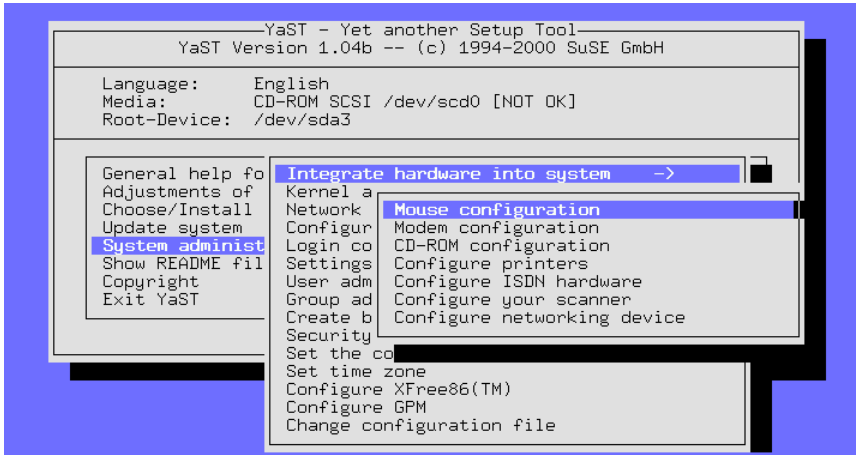 YaST - Yet another Setup Tool
YaST Version 1.04b -- (c) 1994-2000 SuSE GmbH
Language: English
Media: CD-ROM SCSI /dev/scd0 [NOT OK]
Root-Device: /dev/sda3
General help fo
Adjustments of
Choose/Install
Update system
System administ
Show README fil
Copyright
Exit YaST
Integrate hardware into system ->
Kernel a
Network
Configur
Login co
Settings
User adm
Group ad
Create b
Security
Set the co
Set time zone
Configure XFree86(TM)
Configure GPM
Change configuration file
Mouse configuration
Modem configuration
CD-ROM configuration
Configure printers
Configure ISDN hardware
Configure your scanner
Configure networking device